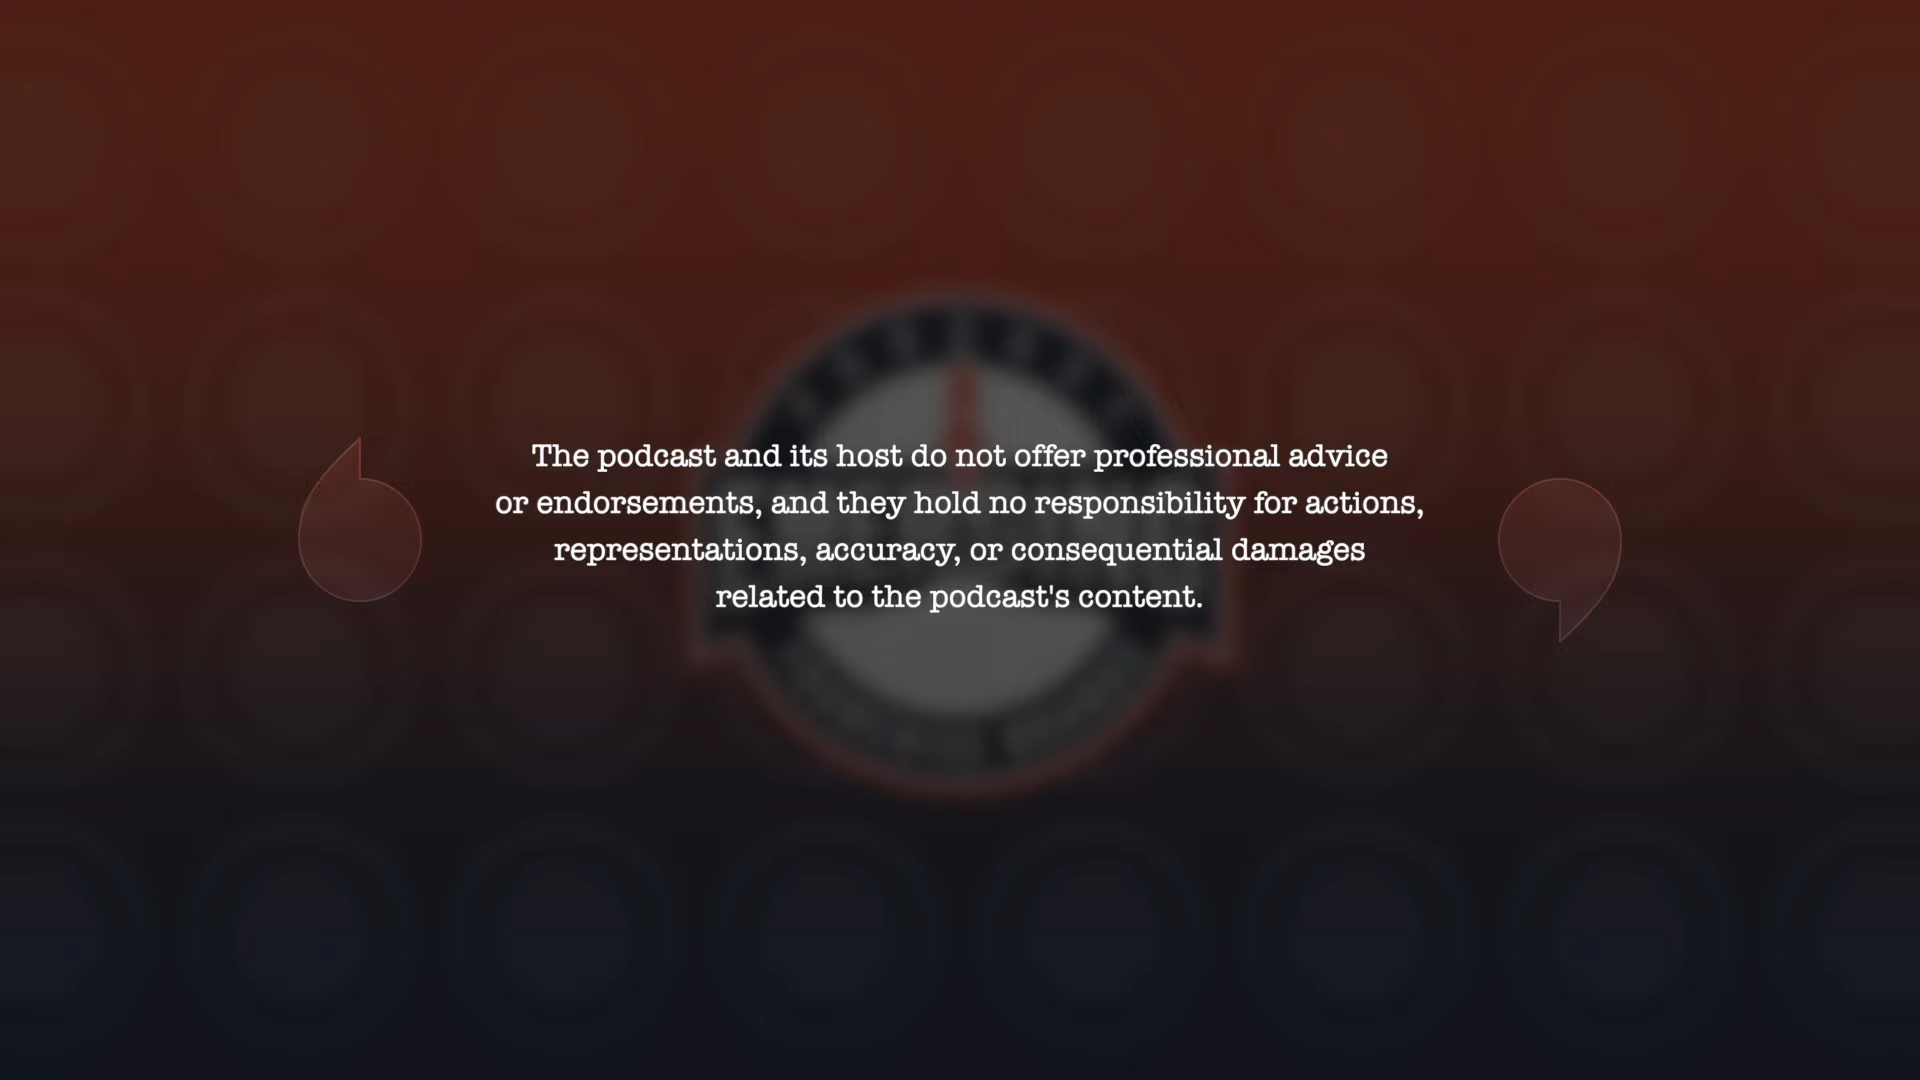 The podcast and its host do not offer professional advice
or endorsements, and they hold no responsibility for actions,
representations, accuracy, or consequential damages
related to the podcast's content.